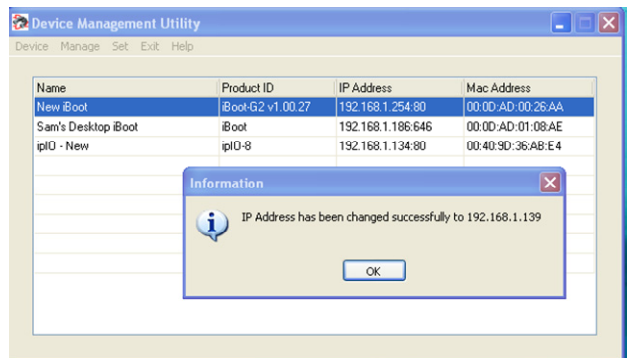 Device Management Utility
Device Manage Set Exit Help
Name Product ID IP Address Mac Address
New iBoot iBoot-G2 v1.00.27 192.168.1.254:80 00:0D:AD:00:26:AA
Sam's Desktop iBoot iBoot 192.168.1.186:646 00:0D:AD:01:08:AE
ipIO - New ipIO-8 192.168.1.134:80 00:40:9D:36:AB:E4
Information
IP Address has been changed successfully to 192.168.1.139
OK